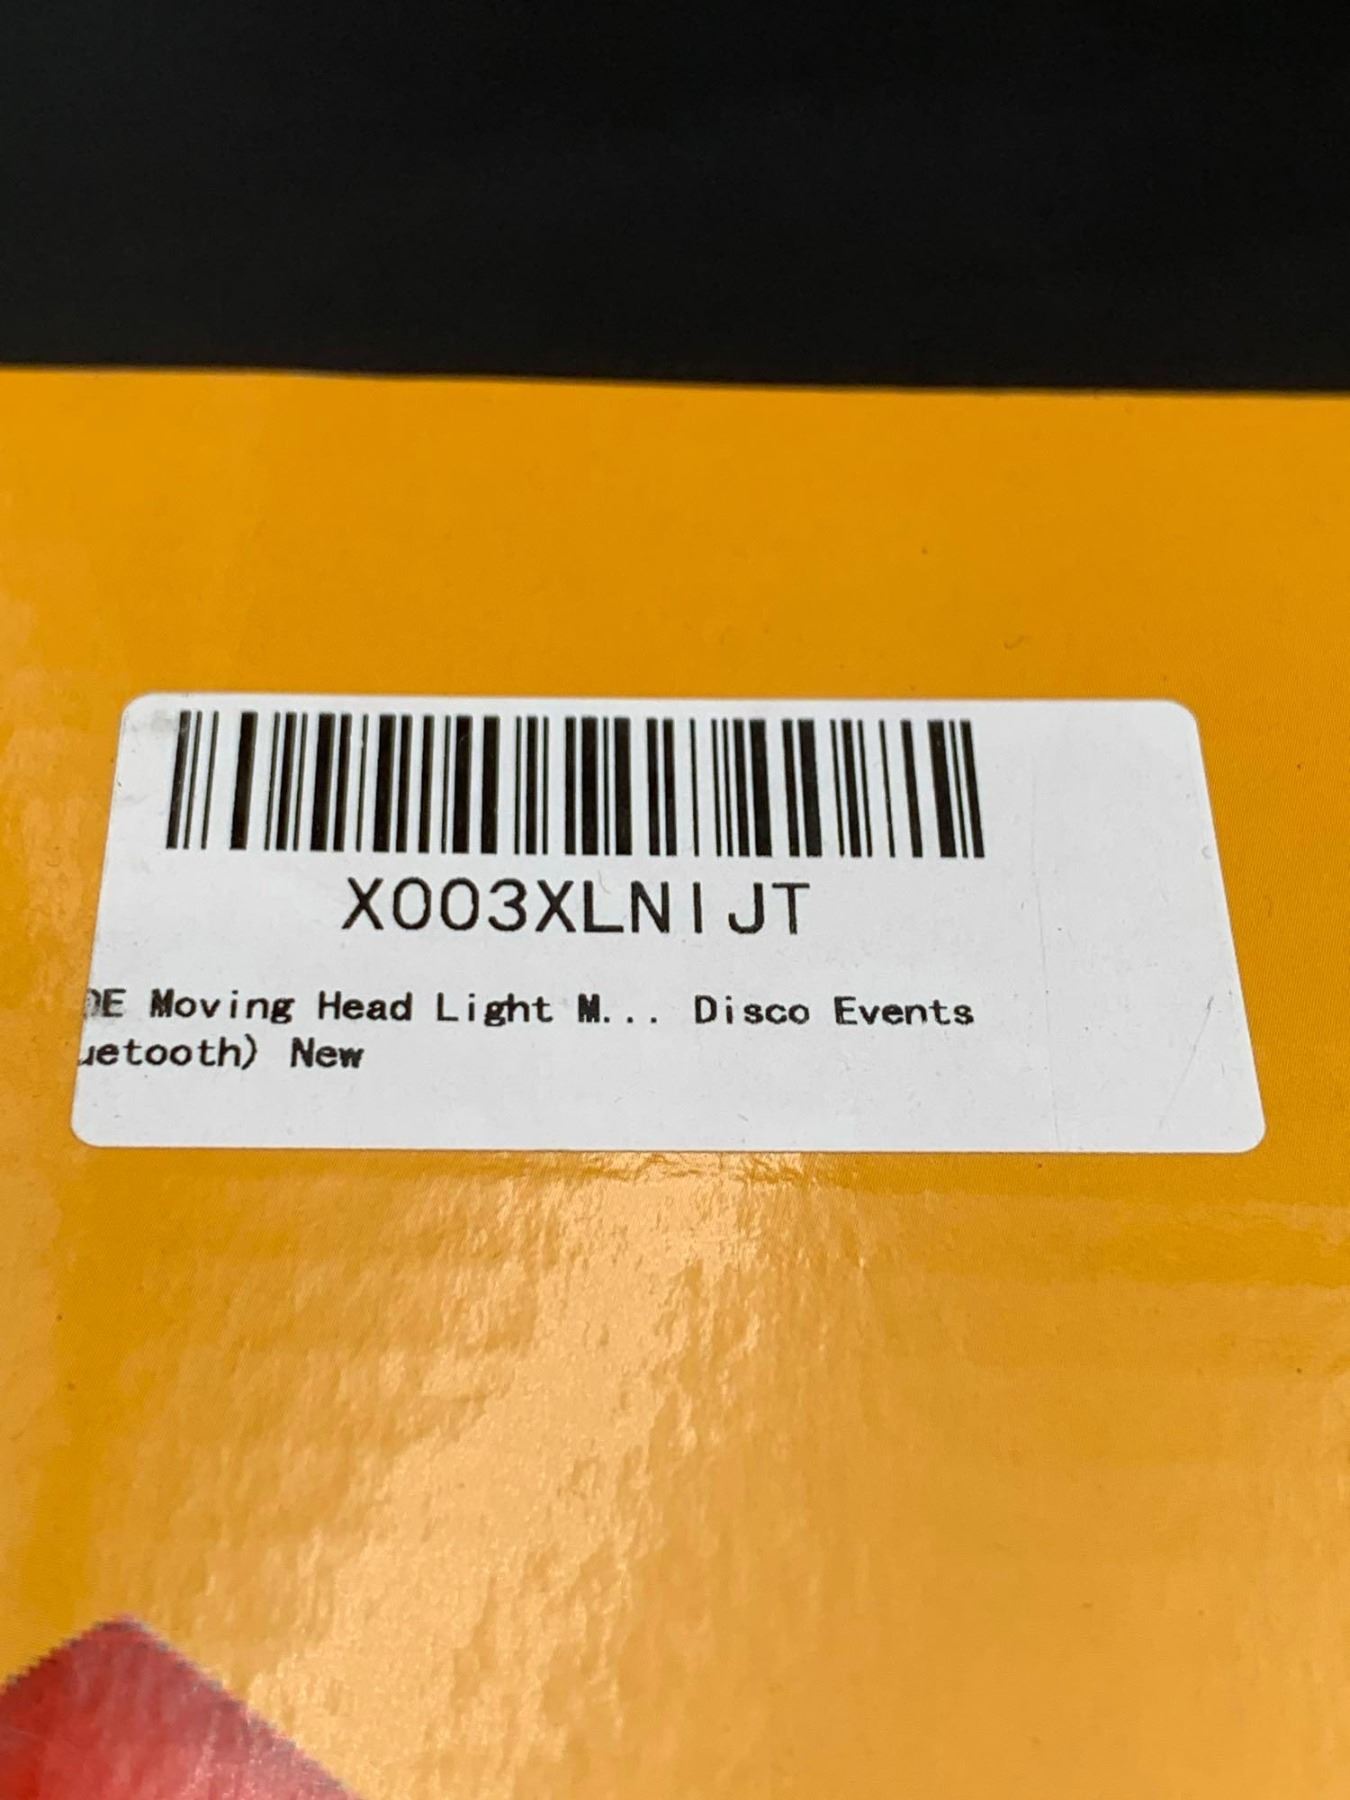 X003XLNIJT
DE Moving Head Light M... Disco Events
uetooth) New